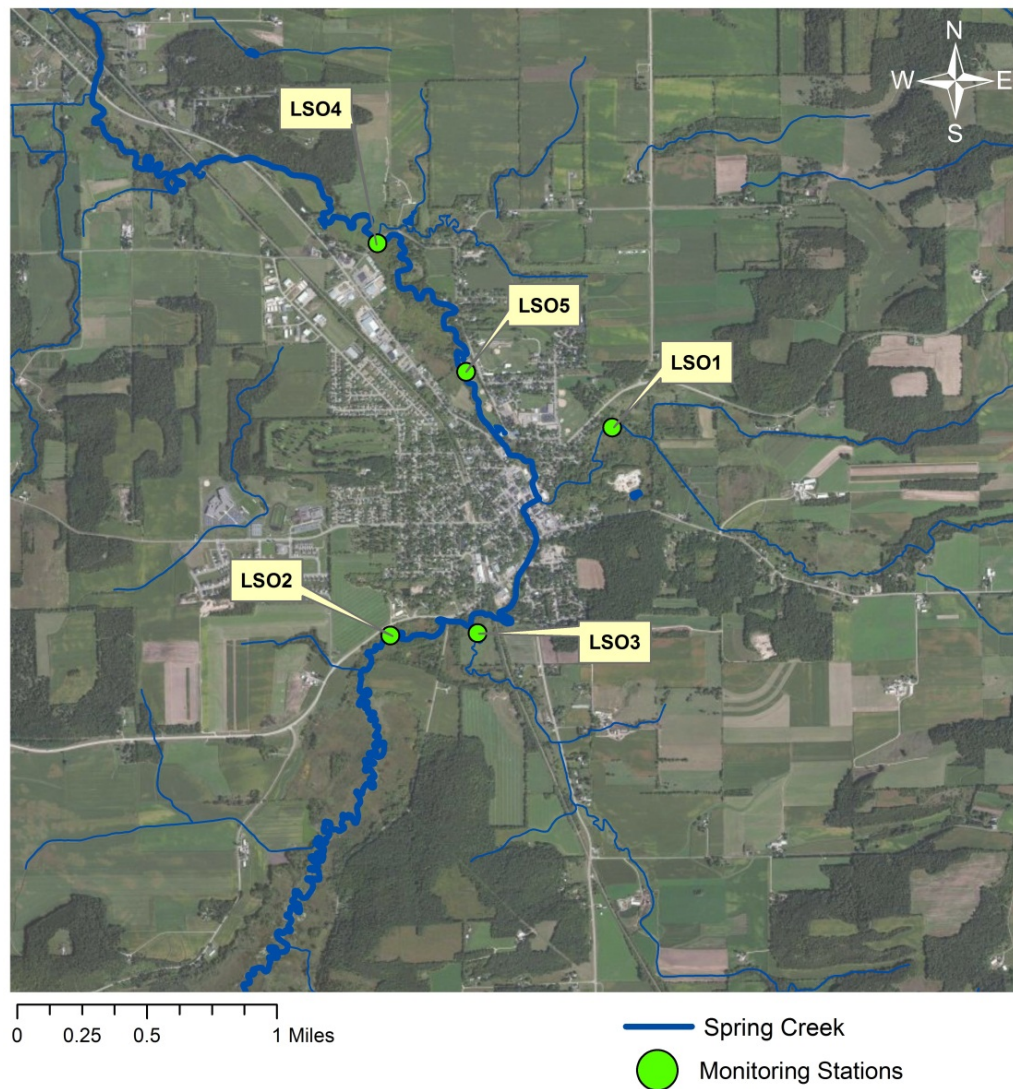 N
W E
S
LSO4
LSO5
LSO1
LSO2
LSO3
0 0.25 0.5 1 Miles
Spring Creek
Monitoring Stations